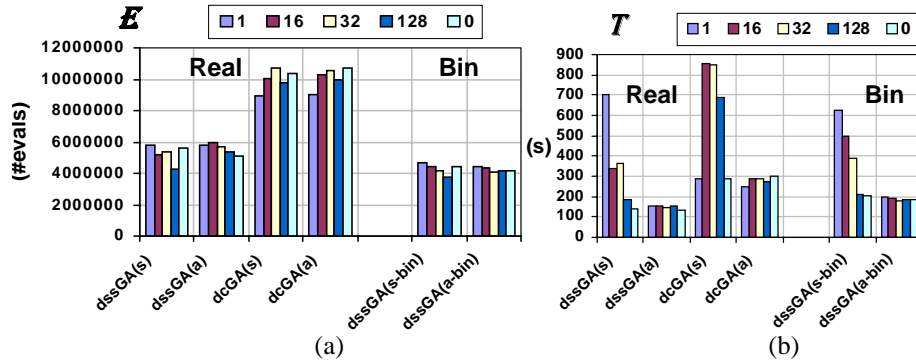 E
1 16 32 128 0
(#evals)
12000000
10000000
8000000
6000000
4000000
2000000
0
Real
Bin
dssGA(s)
dssGA(a)
dcGA(s)
dcGA(a)
dssGA(s-bin)
dssGA(a-bin)
(a)
T
1 16 32 128 0
(s)
900
800
700
600
500
400
300
200
100
0
Real
Bin
dssGA(s)
dssGA(a)
dcGA(s)
dcGA(a)
dssGA(s-bin)
dssGA(a-bin)
(b)